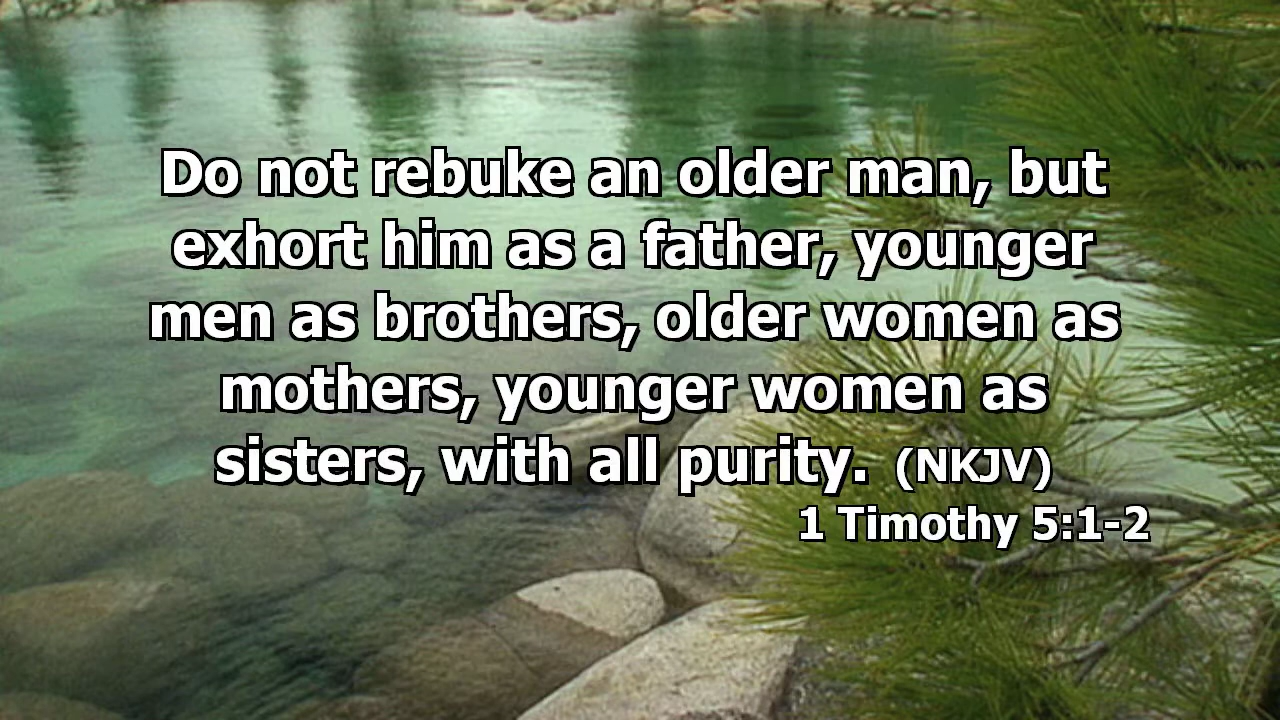 Do not rebuke an older man, but
exhort him as a father, younger
men as brothers, older women as
mothers, younger women as
sisters, with all purity. (NKJV)
1 Timothy 5:1-2